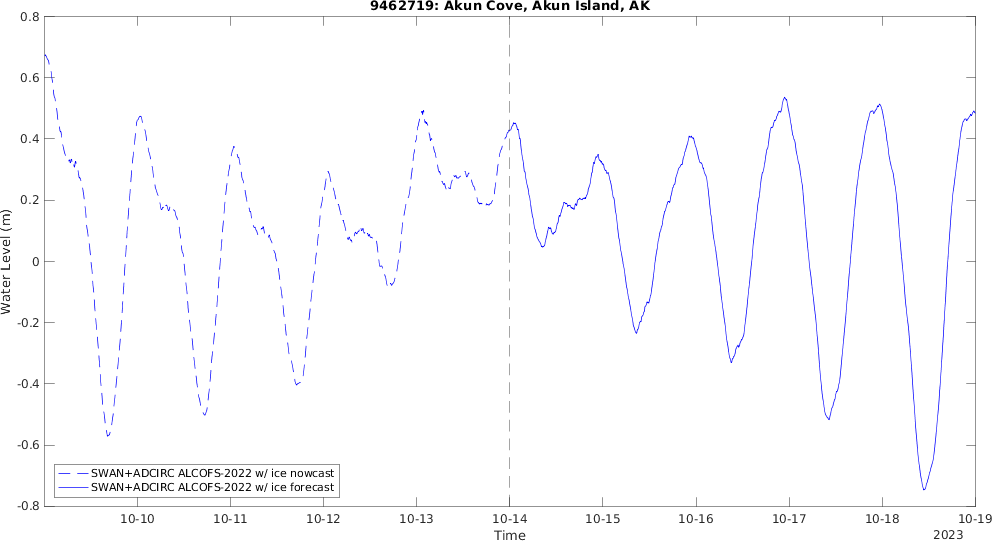 9462719: Akun Cove, Akun Island, AK
Water Level (m)
0.8
0.6
0.4
0.2
0
-0.2
-0.4
-0.6
-0.8
SWAN+ADCIRC ALCOFS-2022 w/ ice nowcast
SWAN+ADCIRC ALCOFS-2022 w/ ice forecast
10-10 10-11 10-12 10-13 10-14 10-15 10-16 10-17 10-18 10-19
Time
2023